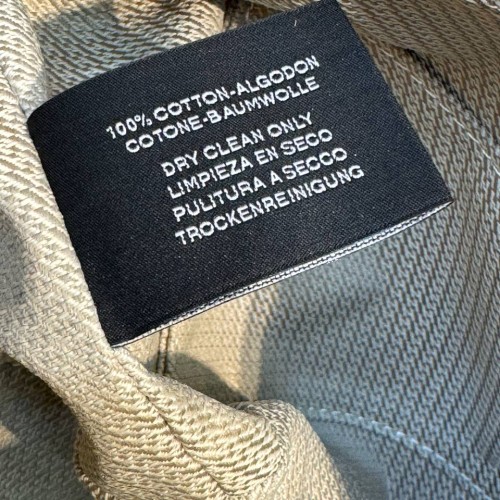 100% COTTON-ALGODON
COTONE-BAUMWOLLE
DRY CLEAN ONLY
LIMPIEZA EN SECO
PULITURA A SECCO
TROCKENREINIGUNG